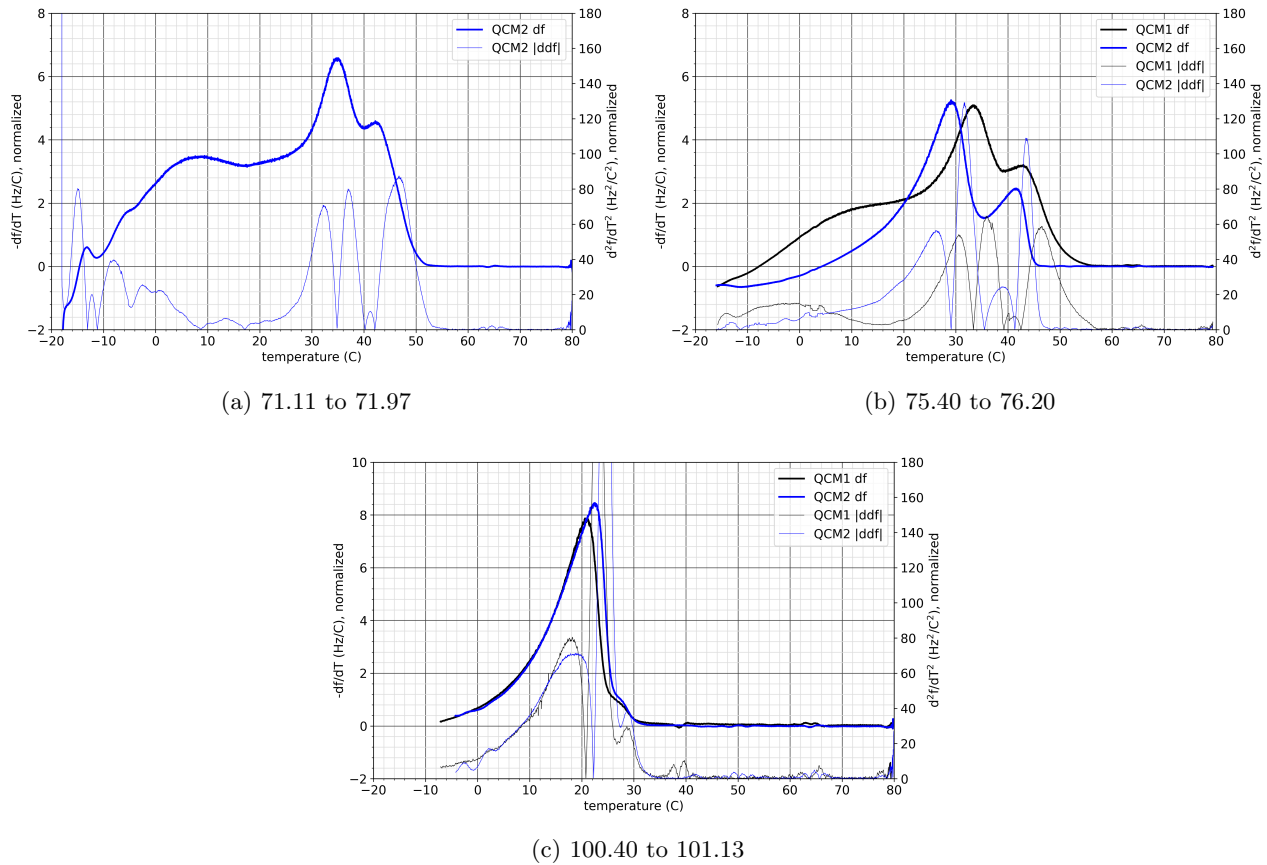 8
6
4
2
0
−2
-df/dT (Hz/C), normalized
−20 −10 0 10 20 30 40 50 60 70 80
temperature (C)
180
160
140
120
100
80
60
40
20
0
d²f/dT² (Hz²/C²), normalized
QCM2 df
QCM2 |ddf|
(a) 71.11 to 71.97
8
6
4
2
0
−2
-df/dT (Hz/C), normalized
−20 −10 0 10 20 30 40 50 60 70 80
temperature (C)
180
160
140
120
100
80
60
40
20
0
d²f/dT² (Hz²/C²), normalized
QCM1 df
QCM2 df
QCM1 |ddf|
QCM2 |ddf|
(b) 75.40 to 76.20
10
8
6
4
2
0
−2
-df/dT (Hz/C), normalized
−20 −10 0 10 20 30 40 50 60 70 80
temperature (C)
180
160
140
120
100
80
60
40
20
0
d²f/dT² (Hz²/C²), normalized
QCM1 df
QCM2 df
QCM1 |ddf|
QCM2 |ddf|
(c) 100.40 to 101.13